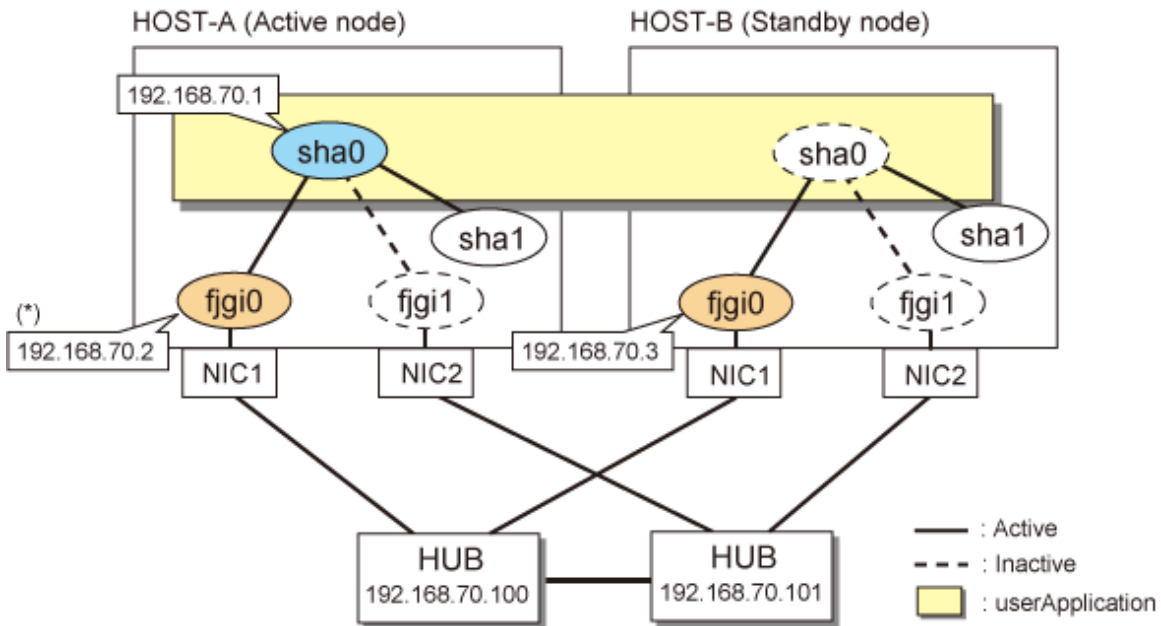 HOST-A (Active node)
HOST-B (Standby node)
192.168.70.1
sha0
sha0
sha1
sha1
fjgi0
fjgi1
fjgi0
fjgi1
(*)
192.168.70.2
192.168.70.3
NIC1
NIC2
NIC1
NIC2
HUB
192.168.70.100
HUB
192.168.70.101
: Active
: Inactive
: userApplication